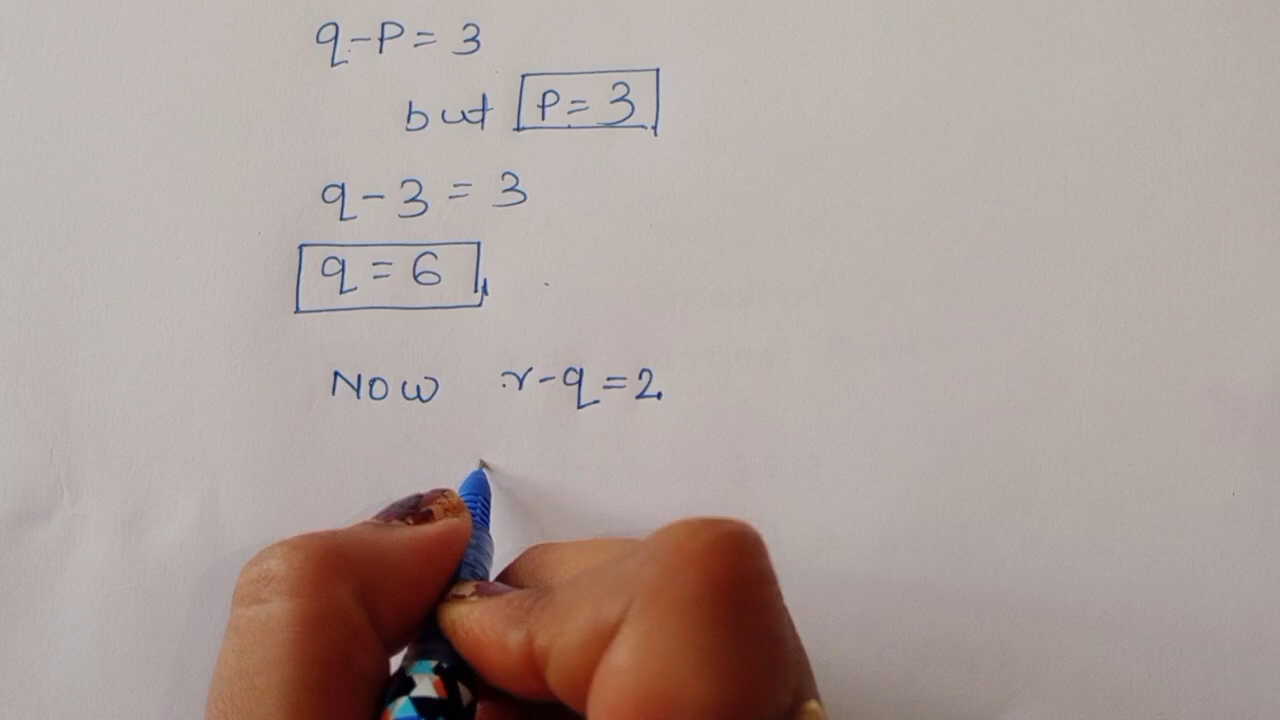 q-P= 3
but P= 3
q-3 = 3
q = 6
Now r-q=2